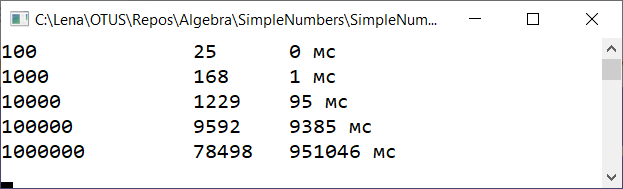 C:\Lena\OTUS\Repos\Algebra\SimpleNumbers\SimpleNum...
100 25 0 мс
1000 168 1 мс
10000 1229 95 мс
100000 9592 9385 мс
1000000 78498 951046 мс